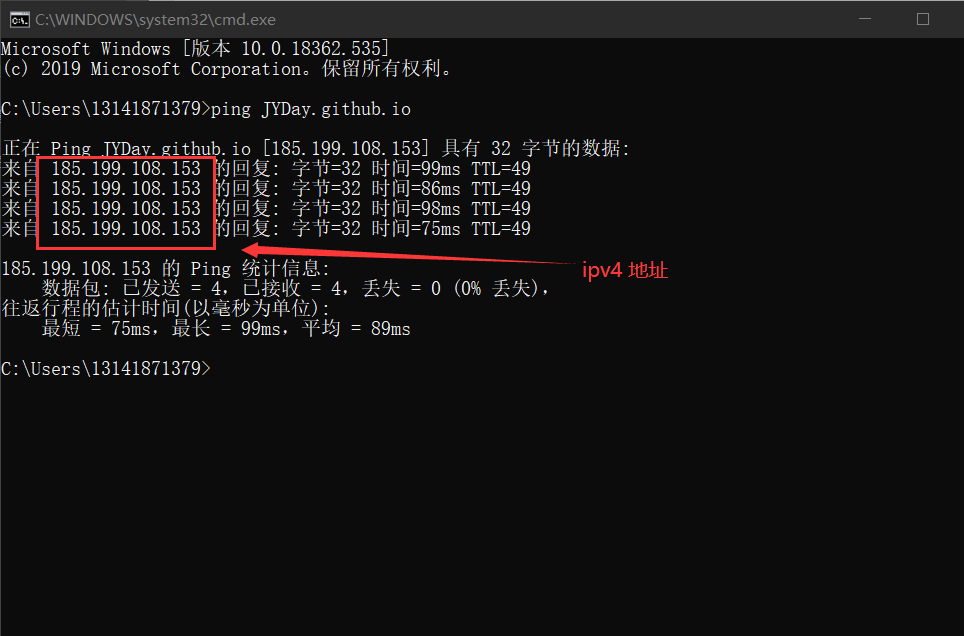 C:\WINDOWS\system32\cmd.exe
Microsoft Windows [版本 10.0.18362.535]
(c) 2019 Microsoft Corporation。保留所有权利。
C:\Users\13141871379>ping JYDay.github.io
正在 Ping JYDay.github.io [185.199.108.153] 具有 32 字节的数据:
来自 185.199.108.153 的回复: 字节=32 时间=99ms TTL=49
来自 185.199.108.153 的回复: 字节=32 时间=86ms TTL=49
来自 185.199.108.153 的回复: 字节=32 时间=98ms TTL=49
来自 185.199.108.153 的回复: 字节=32 时间=75ms TTL=49
185.199.108.153 的 Ping 统计信息:
数据包: 已发送 = 4，已接收 = 4，丢失 = 0 (0% 丢失)，
往返行程的估计时间(以毫秒为单位):
最短 = 75ms，最长 = 99ms，平均 = 89ms
C:\Users\13141871379>
ipv4 地址